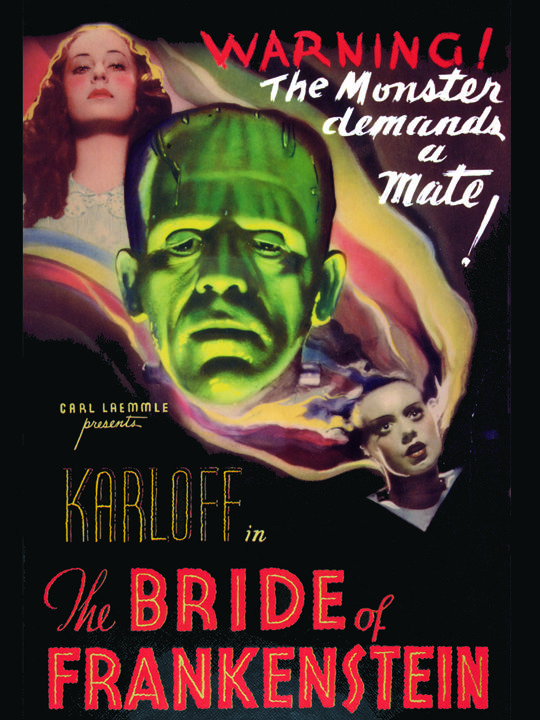 WARNING!
The Monster
demands
a
Mate!
CARL LAEMMLE
presents
KARLOFF in
The BRIDE of
FRANKENSTEIN